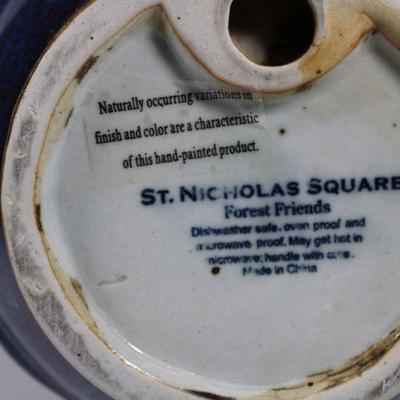 Naturally occurring variations in
finish and color are a characteristic
of this hand-painted product.
ST. NICHOLAS SQUARE
Forest Friends
Dishwasher safe, oven proof and
microwave proof. May get hot in
microwave; handle with care.
Made in China